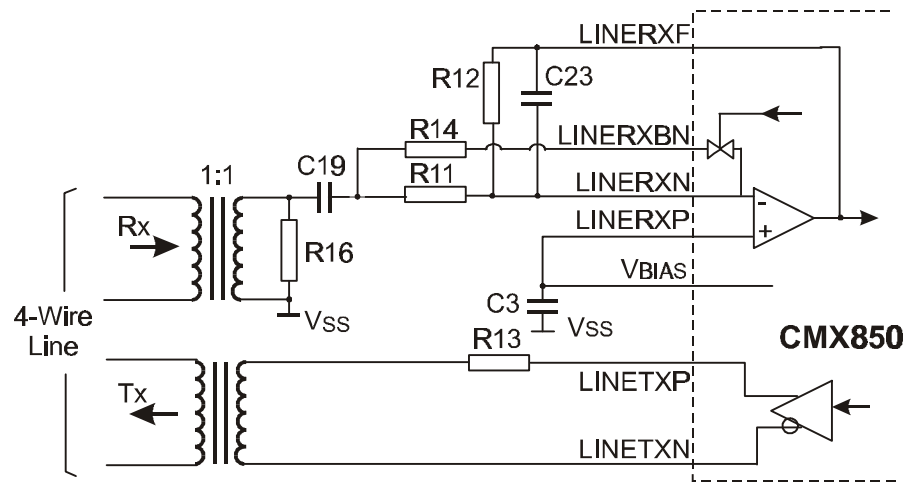 LINERXF
R12
C23
R14
LINERXBN
C19
R11
1:1
LINERXN
-
Rx
LINERXP
+
R16
VBIAS
C3
VSS
VSS
4-Wire
Line
R13
CMX850
LINETXP
Tx
LINETXN